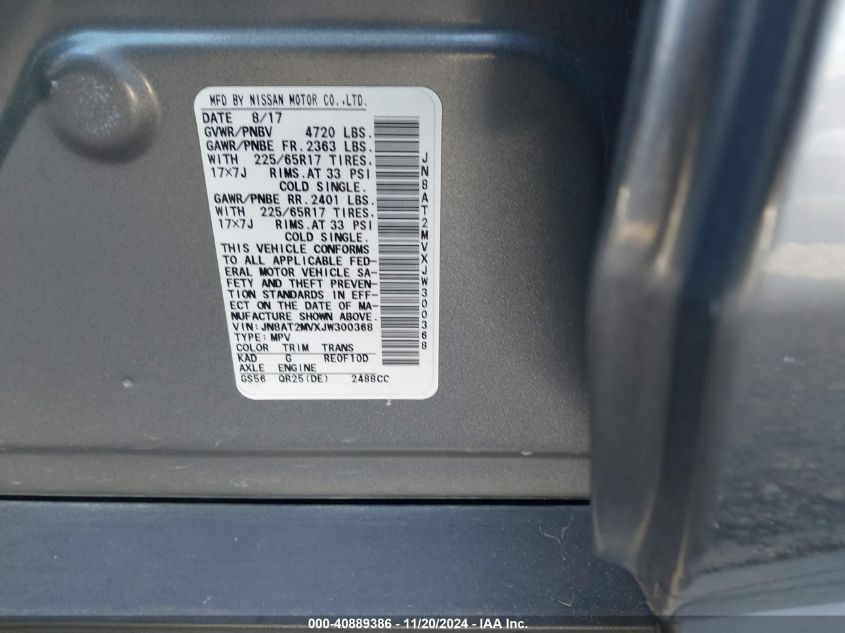 MFD BY NISSAN MOTOR CO.,LTD.
DATE 8/17
GVWR/PNBV 4720 LBS.
GAWR/PNBE FR. 2363 LBS.
WITH 225/65R17 TIRES.
17×7J RIMS.AT 33 PSI
COLD SINGLE.
GAWR/PNBE RR. 2401 LBS.
WITH 225/65R17 TIRES.
17×7J RIMS.AT 33 PSI
COLD SINGLE.
THIS VEHICLE CONFORMS
TO ALL APPLICABLE FED-
ERAL MOTOR VEHICLE SA-
FETY AND THEFT PREVEN-
TION STANDARDS IN EFF-
ECT ON THE DATE OF MA-
NUFACTURE SHOWN ABOVE.
VIN: JN8AT2MVXJW300368
TYPE: MPV
COLOR TRIM TRANS
KAD G RE0F10D
AXLE ENGINE
GS56 QR25(DE) 2488CC
JN8AT2MVXJW300368
000-40889386 - 11/20/2024 - IAA Inc.